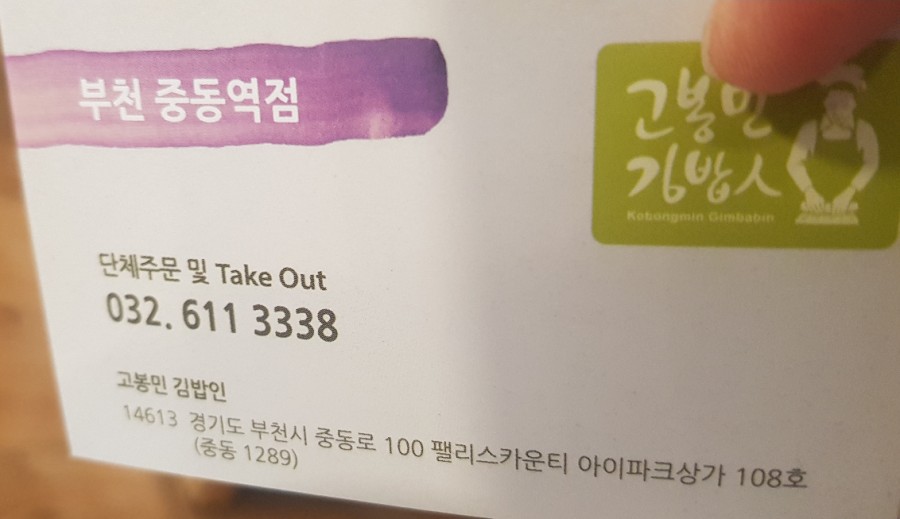 부천 중동역점
고봉민
김밥人
Kobongmin Gimbabin
단체주문 및 Take Out
032. 611 3338
고봉민 김밥인
14613 경기도 부천시 중동로 100 팰리스카운티 아이파크상가 108호
(중동 1289)